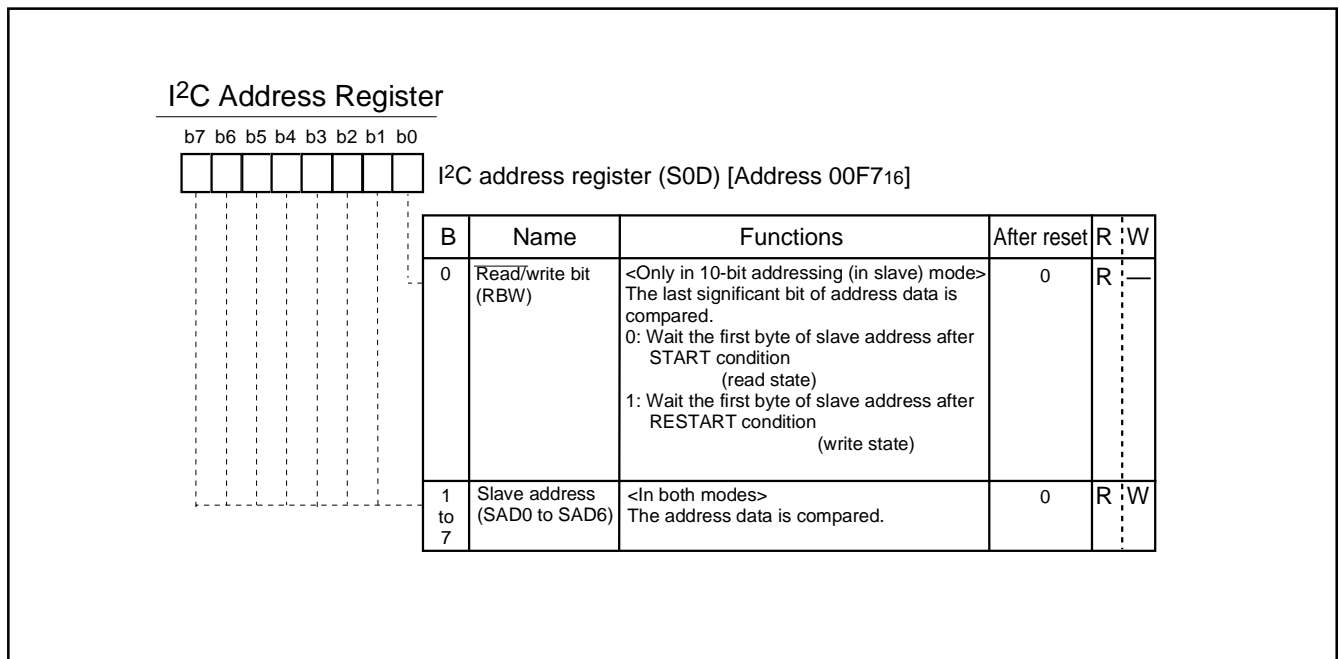 I2C Address Register
b7 b6 b5 b4 b3 b2 b1 b0
I2C address register (S0D) [Address 00F716]
B Name Functions After reset R W
0 Read/write bit (RBW) <Only in 10-bit addressing (in slave) mode> 0 R —
The last significant bit of address data is
compared.
0: Wait the first byte of slave address after
START condition
(read state)
1: Wait the first byte of slave address after
RESTART condition
(write state)
1 to 7 Slave address (SAD0 to SAD6) <In both modes> 0 R W
The address data is compared.